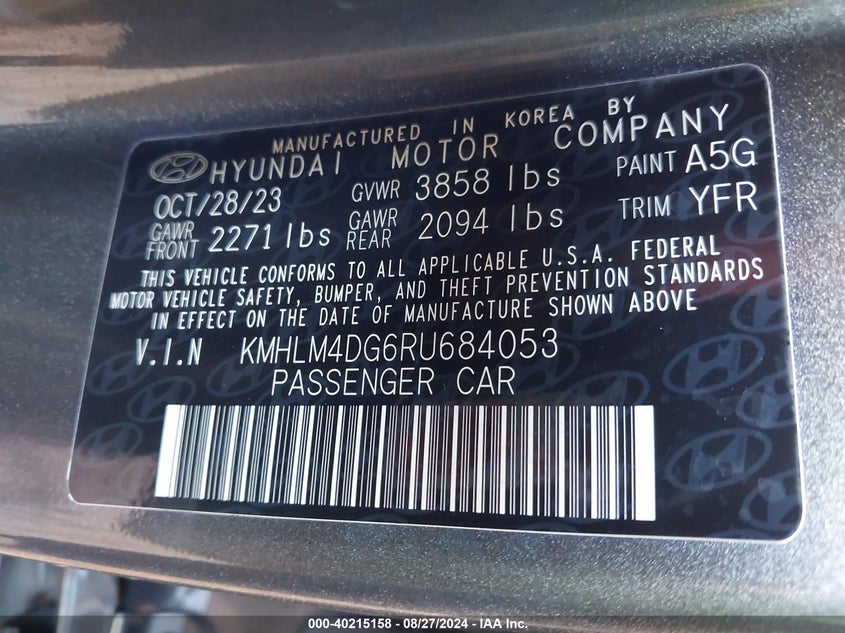 MANUFACTURED IN KOREA BY
HYUNDAI MOTOR COMPANY
OCT/28/23 GVWR 3858 lbs PAINT A5G
GAWR FRONT 2271 lbs GAWR REAR 2094 lbs TRIM YFR
THIS VEHICLE CONFORMS TO ALL APPLICABLE U.S.A. FEDERAL
MOTOR VEHICLE SAFETY, BUMPER, AND THEFT PREVENTION STANDARDS
IN EFFECT ON THE DATE OF MANUFACTURE SHOWN ABOVE
V.I.N KMHLM4DG6RU684053
PASSENGER CAR
000-40215158 - 08/27/2024 - IAA Inc.